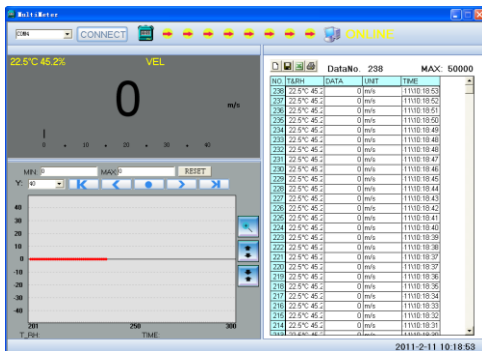 MultiMeter
COM4 CONNECT ONLINE
22.5°C 45.2% VEL
0 m/s
0 10 20 30 40
MIN: 0 MAX: 0 RESET
Y: 40
40
30
20
10
0
-10
-20
-30
-40
201 250 300
T_RH: TIME:
DataNo. 238 MAX: 50000
NO. T&RH DATA UNIT TIME
238 22.5°C 45.2 0 m/s 11\10:18:53
237 22.5°C 45.2 0 m/s 11\10:18:52
236 22.5°C 45.2 0 m/s 11\10:18:51
235 22.5°C 45.2 0 m/s 11\10:18:50
234 22.5°C 45.2 0 m/s 11\10:18:49
233 22.5°C 45.2 0 m/s 11\10:18:48
232 22.5°C 45.2 0 m/s 11\10:18:48
231 22.5°C 45.2 0 m/s 11\10:18:47
230 22.5°C 45.2 0 m/s 11\10:18:46
229 22.5°C 45.2 0 m/s 11\10:18:45
228 22.5°C 45.2 0 m/s 11\10:18:44
227 22.5°C 45.2 0 m/s 11\10:18:43
226 22.5°C 45.2 0 m/s 11\10:18:42
225 22.5°C 45.2 0 m/s 11\10:18:41
224 22.5°C 45.2 0 m/s 11\10:18:40
223 22.5°C 45.2 0 m/s 11\10:18:39
222 22.5°C 45.2 0 m/s 11\10:18:38
221 22.5°C 45.2 0 m/s 11\10:18:37
220 22.5°C 45.2 0 m/s 11\10:18:37
219 22.5°C 45.2 0 m/s 11\10:18:36
218 22.5°C 45.2 0 m/s 11\10:18:35
217 22.5°C 45.2 0 m/s 11\10:18:34
216 22.5°C 45.2 0 m/s 11\10:18:33
215 22.5°C 45.2 0 m/s 11\10:18:32
214 22.5°C 45.2 0 m/s 11\10:18:31
2011-2-11 10:18:53